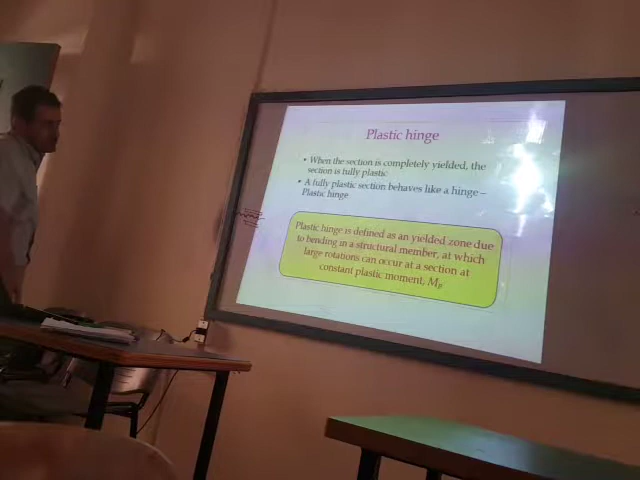 Plastic hinge
• When the section is completely yielded, the
section is fully plastic
• A fully plastic section behaves like a hinge –
Plastic hinge
Plastic hinge is defined as an yielded zone due
to bending in a structural member, at which
large rotations can occur at a section at
constant plastic moment, Mp